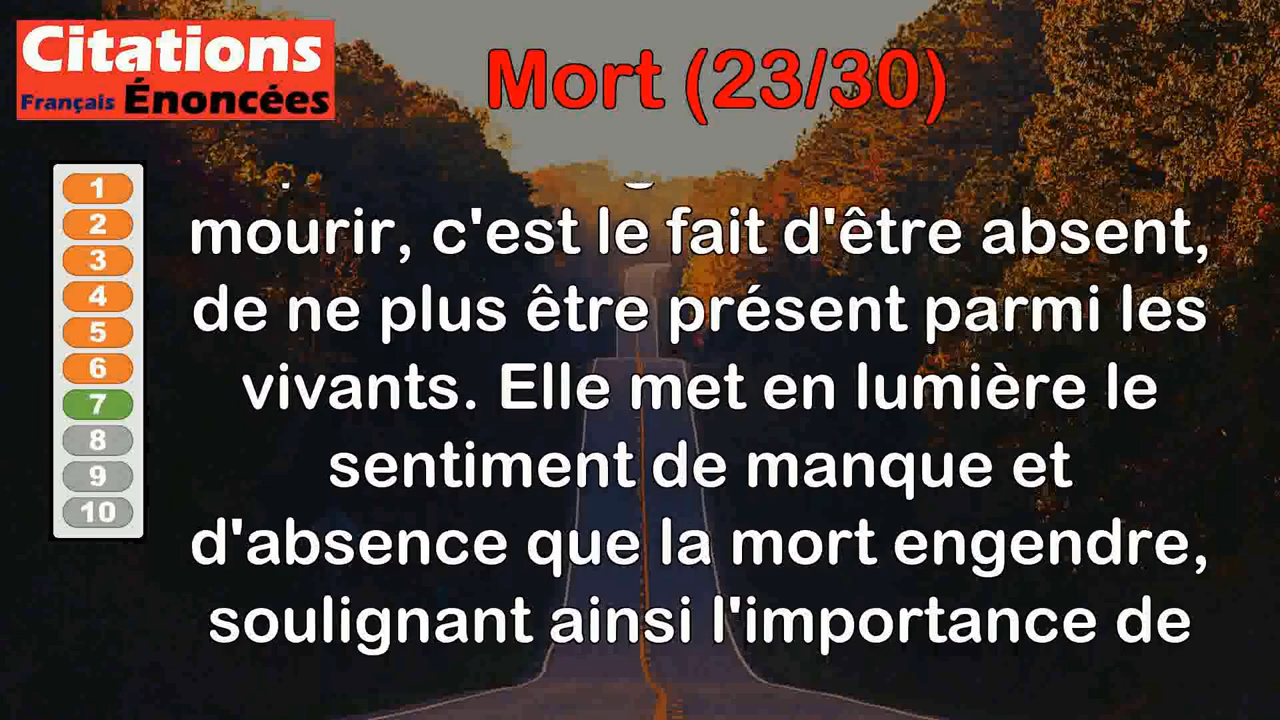 Citations
Français Énoncées
Mort (23/30)
1
2
3
4
5
6
7
8
9
10
mourir, c'est le fait d'être absent,
de ne plus être présent parmi les
vivants. Elle met en lumière le
sentiment de manque et
d'absence que la mort engendre,
soulignant ainsi l'importance de